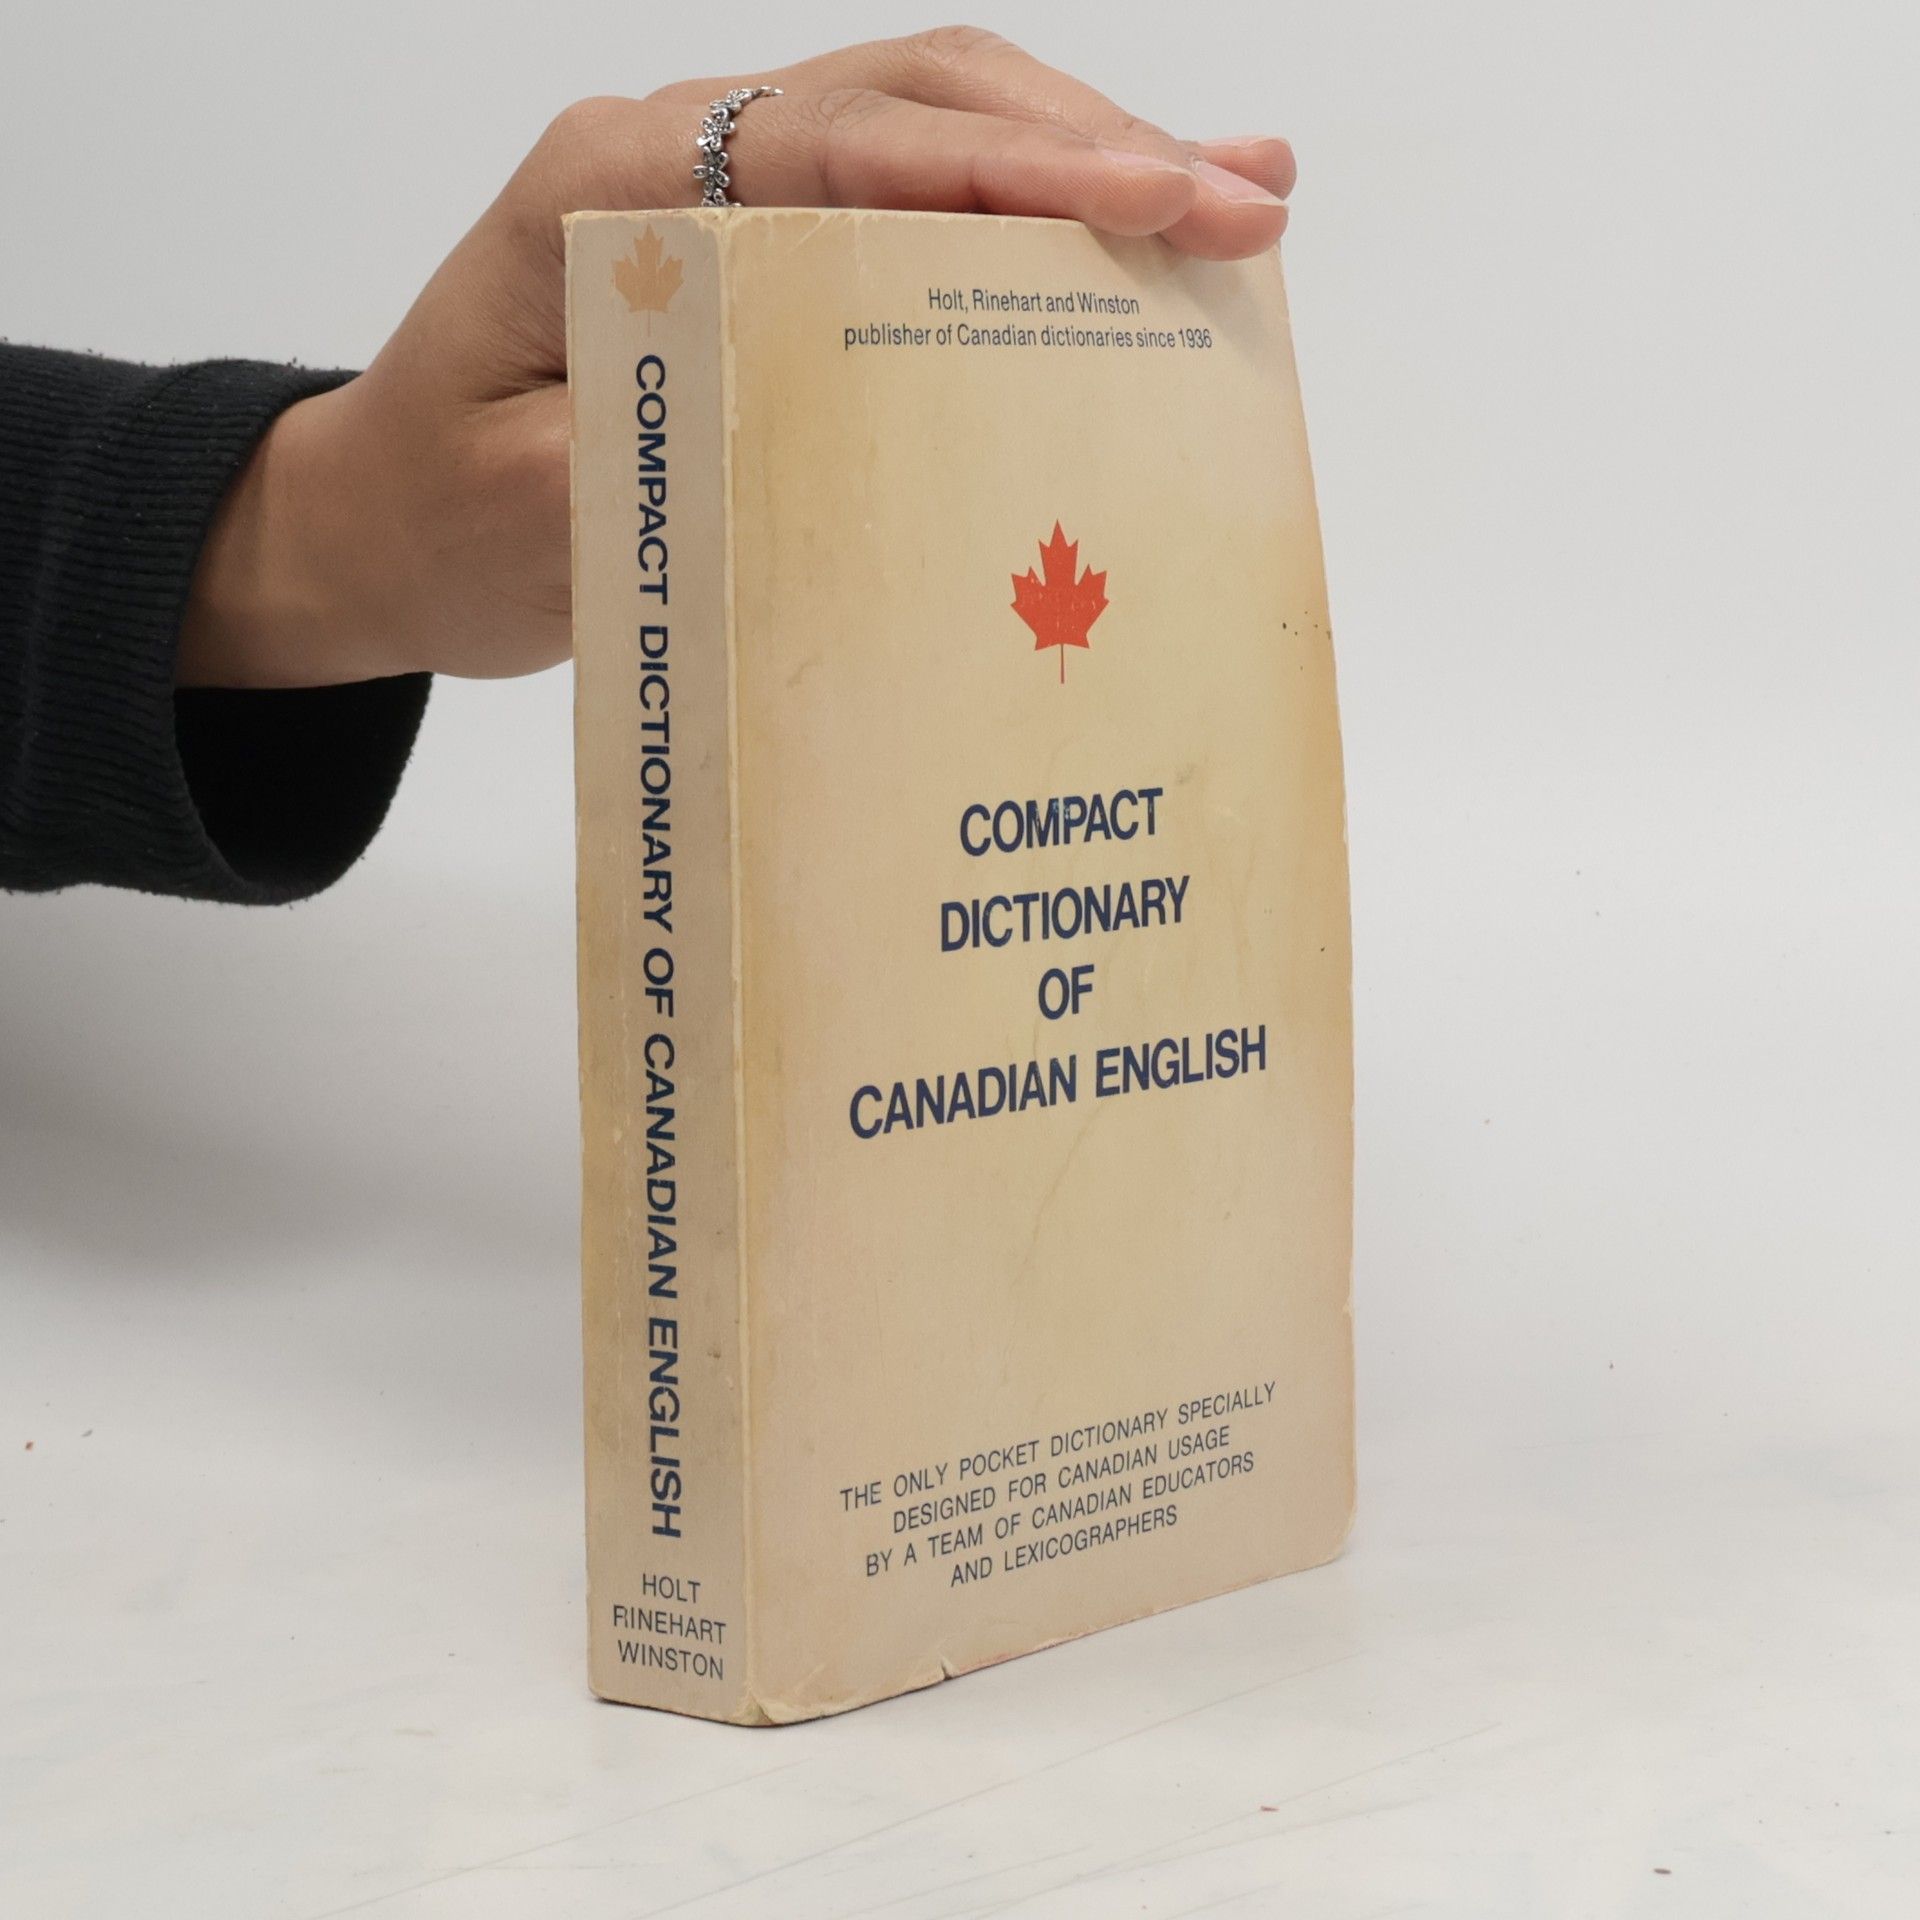 COMPACT DICTIONARY OF CANADIAN ENGLISH
HOLT
RINEHART
WINSTON
Holt, Rinehart and Winston
publisher of Canadian dictionaries since 1936
COMPACT
DICTIONARY
OF
CANADIAN ENGLISH
THE ONLY POCKET DICTIONARY SPECIALLY
DESIGNED FOR CANADIAN USAGE
BY A TEAM OF CANADIAN EDUCATORS
AND LEXICOGRAPHERS